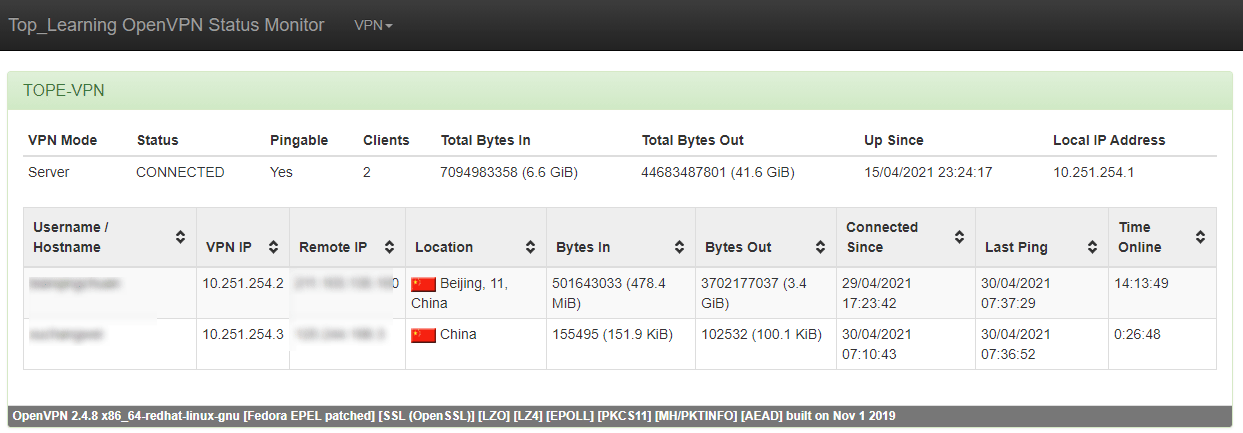 Top_Learning OpenVPN Status Monitor VPN
TOPE-VPN
VPN Mode Status Pingable Clients Total Bytes In Total Bytes Out Up Since Local IP Address
Server CONNECTED Yes 2 7094983358 (6.6 GiB) 44683487801 (41.6 GiB) 15/04/2021 23:24:17 10.251.254.1
Username / Hostname VPN IP Remote IP Location Bytes In Bytes Out Connected Since Last Ping Time Online
10.251.254.2 0 Beijing, 11, China 501643033 (478.4 MiB) 3702177037 (3.4 GiB) 29/04/2021 17:23:42 30/04/2021 07:37:29 14:13:49
10.251.254.3 China 155495 (151.9 KiB) 102532 (100.1 KiB) 30/04/2021 07:10:43 30/04/2021 07:36:52 0:26:48
OpenVPN 2.4.8 x86_64-redhat-linux-gnu [Fedora EPEL patched] [SSL (OpenSSL)] [LZO] [LZ4] [EPOLL] [PKCS11] [MH/PKTINFO] [AEAD] built on Nov 1 2019